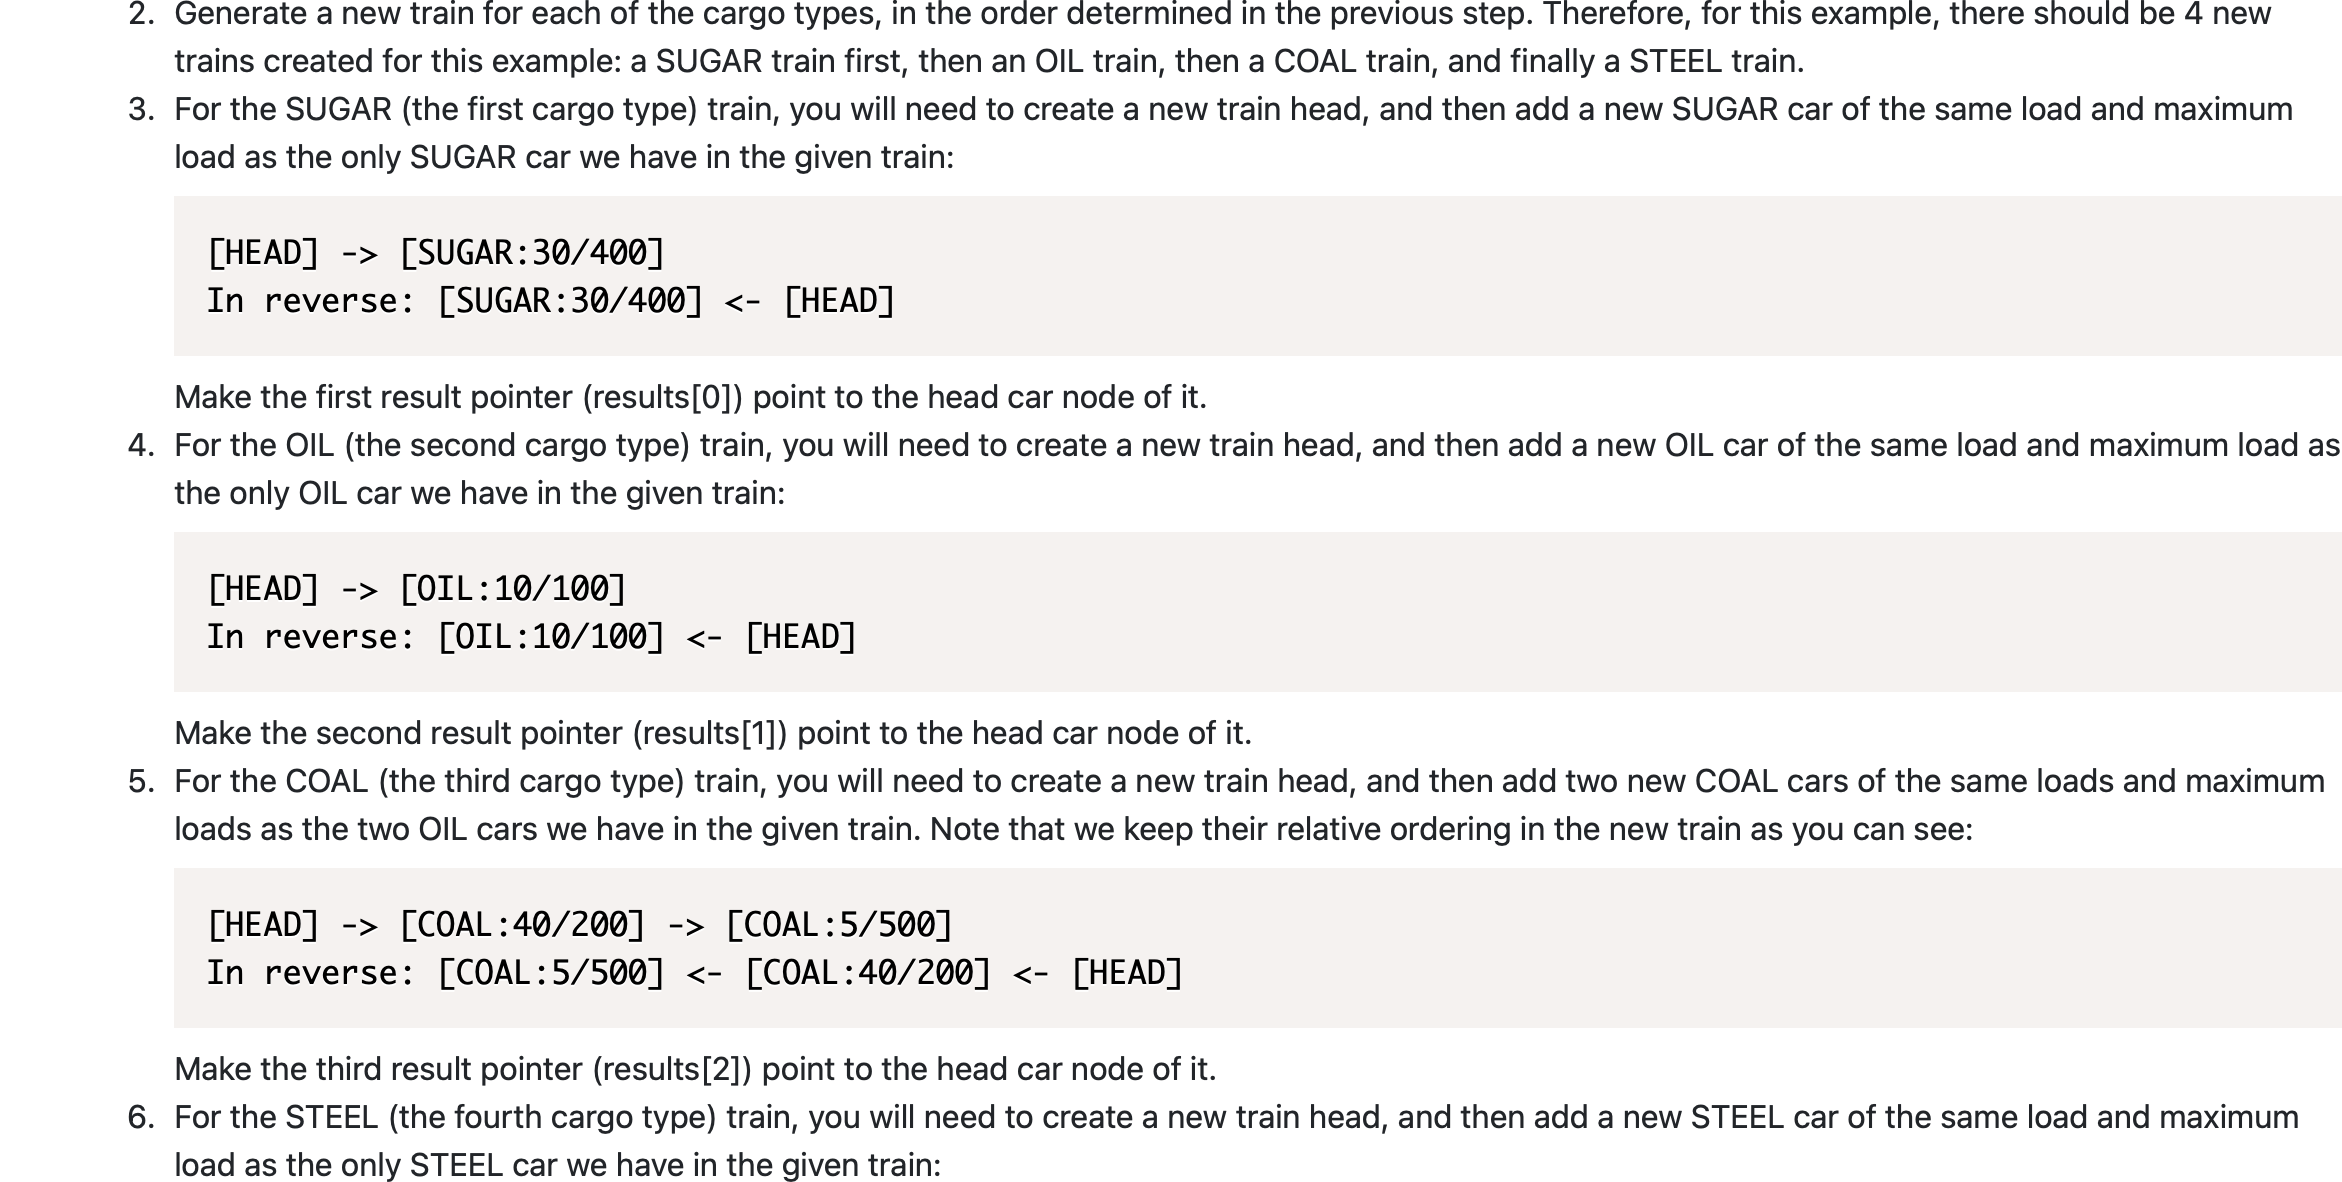 2. Generate a new train for each of the cargo types, in the order determined in the previous step. Therefore, for this example, there should be 4 new
trains created for this example: a SUGAR train first, then an OIL train, then a COAL train, and finally a STEEL train.
3. For the SUGAR (the first cargo type) train, you will need to create a new train head, and then add a new SUGAR car of the same load and maximum
load as the only SUGAR car we have in the given train:
[HEAD] -> [SUGAR:30/400]
In reverse: [SUGAR:30/400] <- [HEAD]
Make the first result pointer (results[0]) point to the head car node of it.
4. For the OIL (the second cargo type) train, you will need to create a new train head, and then add a new OIL car of the same load and maximum load as
the only OIL car we have in the given train:
[HEAD] -> [OIL:10/100]
In reverse: [OIL:10/100] <- [HEAD]
Make the second result pointer (results[1]) point to the head car node of it.
5. For the COAL (the third cargo type) train, you will need to create a new train head, and then add two new COAL cars of the same loads and maximum
loads as the two OIL cars we have in the given train. Note that we keep their relative ordering in the new train as you can see:
[HEAD] -> [COAL:40/200] -> [COAL:5/500]
In reverse: [COAL:5/500] <- [COAL:40/200] <- [HEAD]
Make the third result pointer (results[2]) point to the head car node of it.
6. For the STEEL (the fourth cargo type) train, you will need to create a new train head, and then add a new STEEL car of the same load and maximum
load as the only STEEL car we have in the given train: